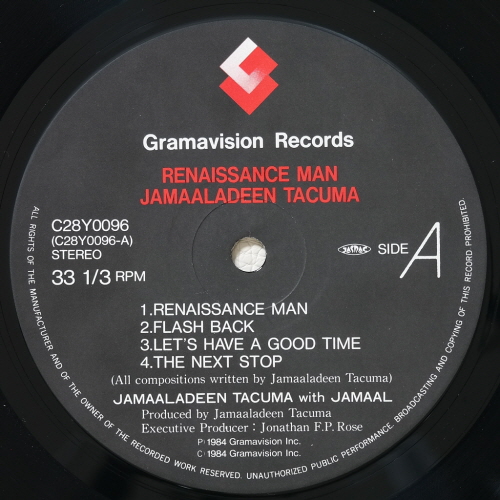 Gramavision Records
RENAISSANCE MAN
JAMAALADEEN TACUMA
C28Y0096
(C28Y0096-A)
STEREO
33 1/3 RPM
JASRAC
SIDE A
1.RENAISSANCE MAN
2.FLASH BACK
3.LET'S HAVE A GOOD TIME
4.THE NEXT STOP
(All compositions written by Jamaaladeen Tacuma)
JAMAALADEEN TACUMA with JAMAAL
Produced by Jamaaladeen Tacuma
Executive Producer : Jonathan F.P. Rose
P: 1984 Gramavision Inc.
C: 1984 Gramavision Inc.
ALL RIGHTS OF THE MANUFACTURER AND OF THE OWNER OF THE RECORDED WORK RESERVED. UNAUTHORIZED PUBLIC PERFORMANCE, BROADCASTING AND COPYING OF THIS RECORD PROHIBITED.